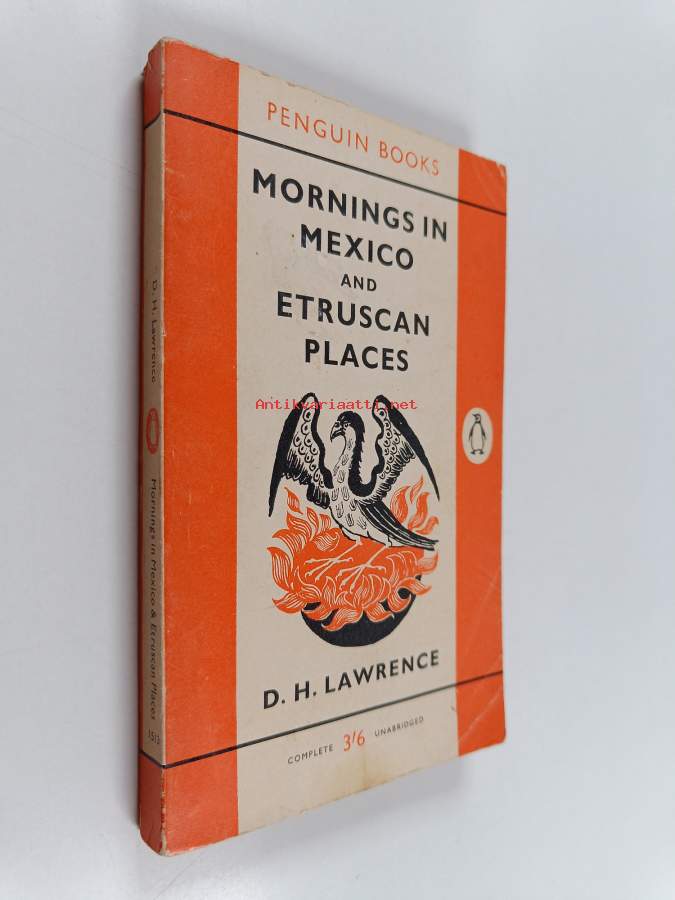 PENGUIN BOOKS
MORNINGS IN
MEXICO
AND
ETRUSCAN
PLACES
Antikvariaatti.net
D. H. LAWRENCE
COMPLETE 3'6 UNABRIDGED
D. H. Lawrence
Mornings in Mexico & Etruscan Places
1513